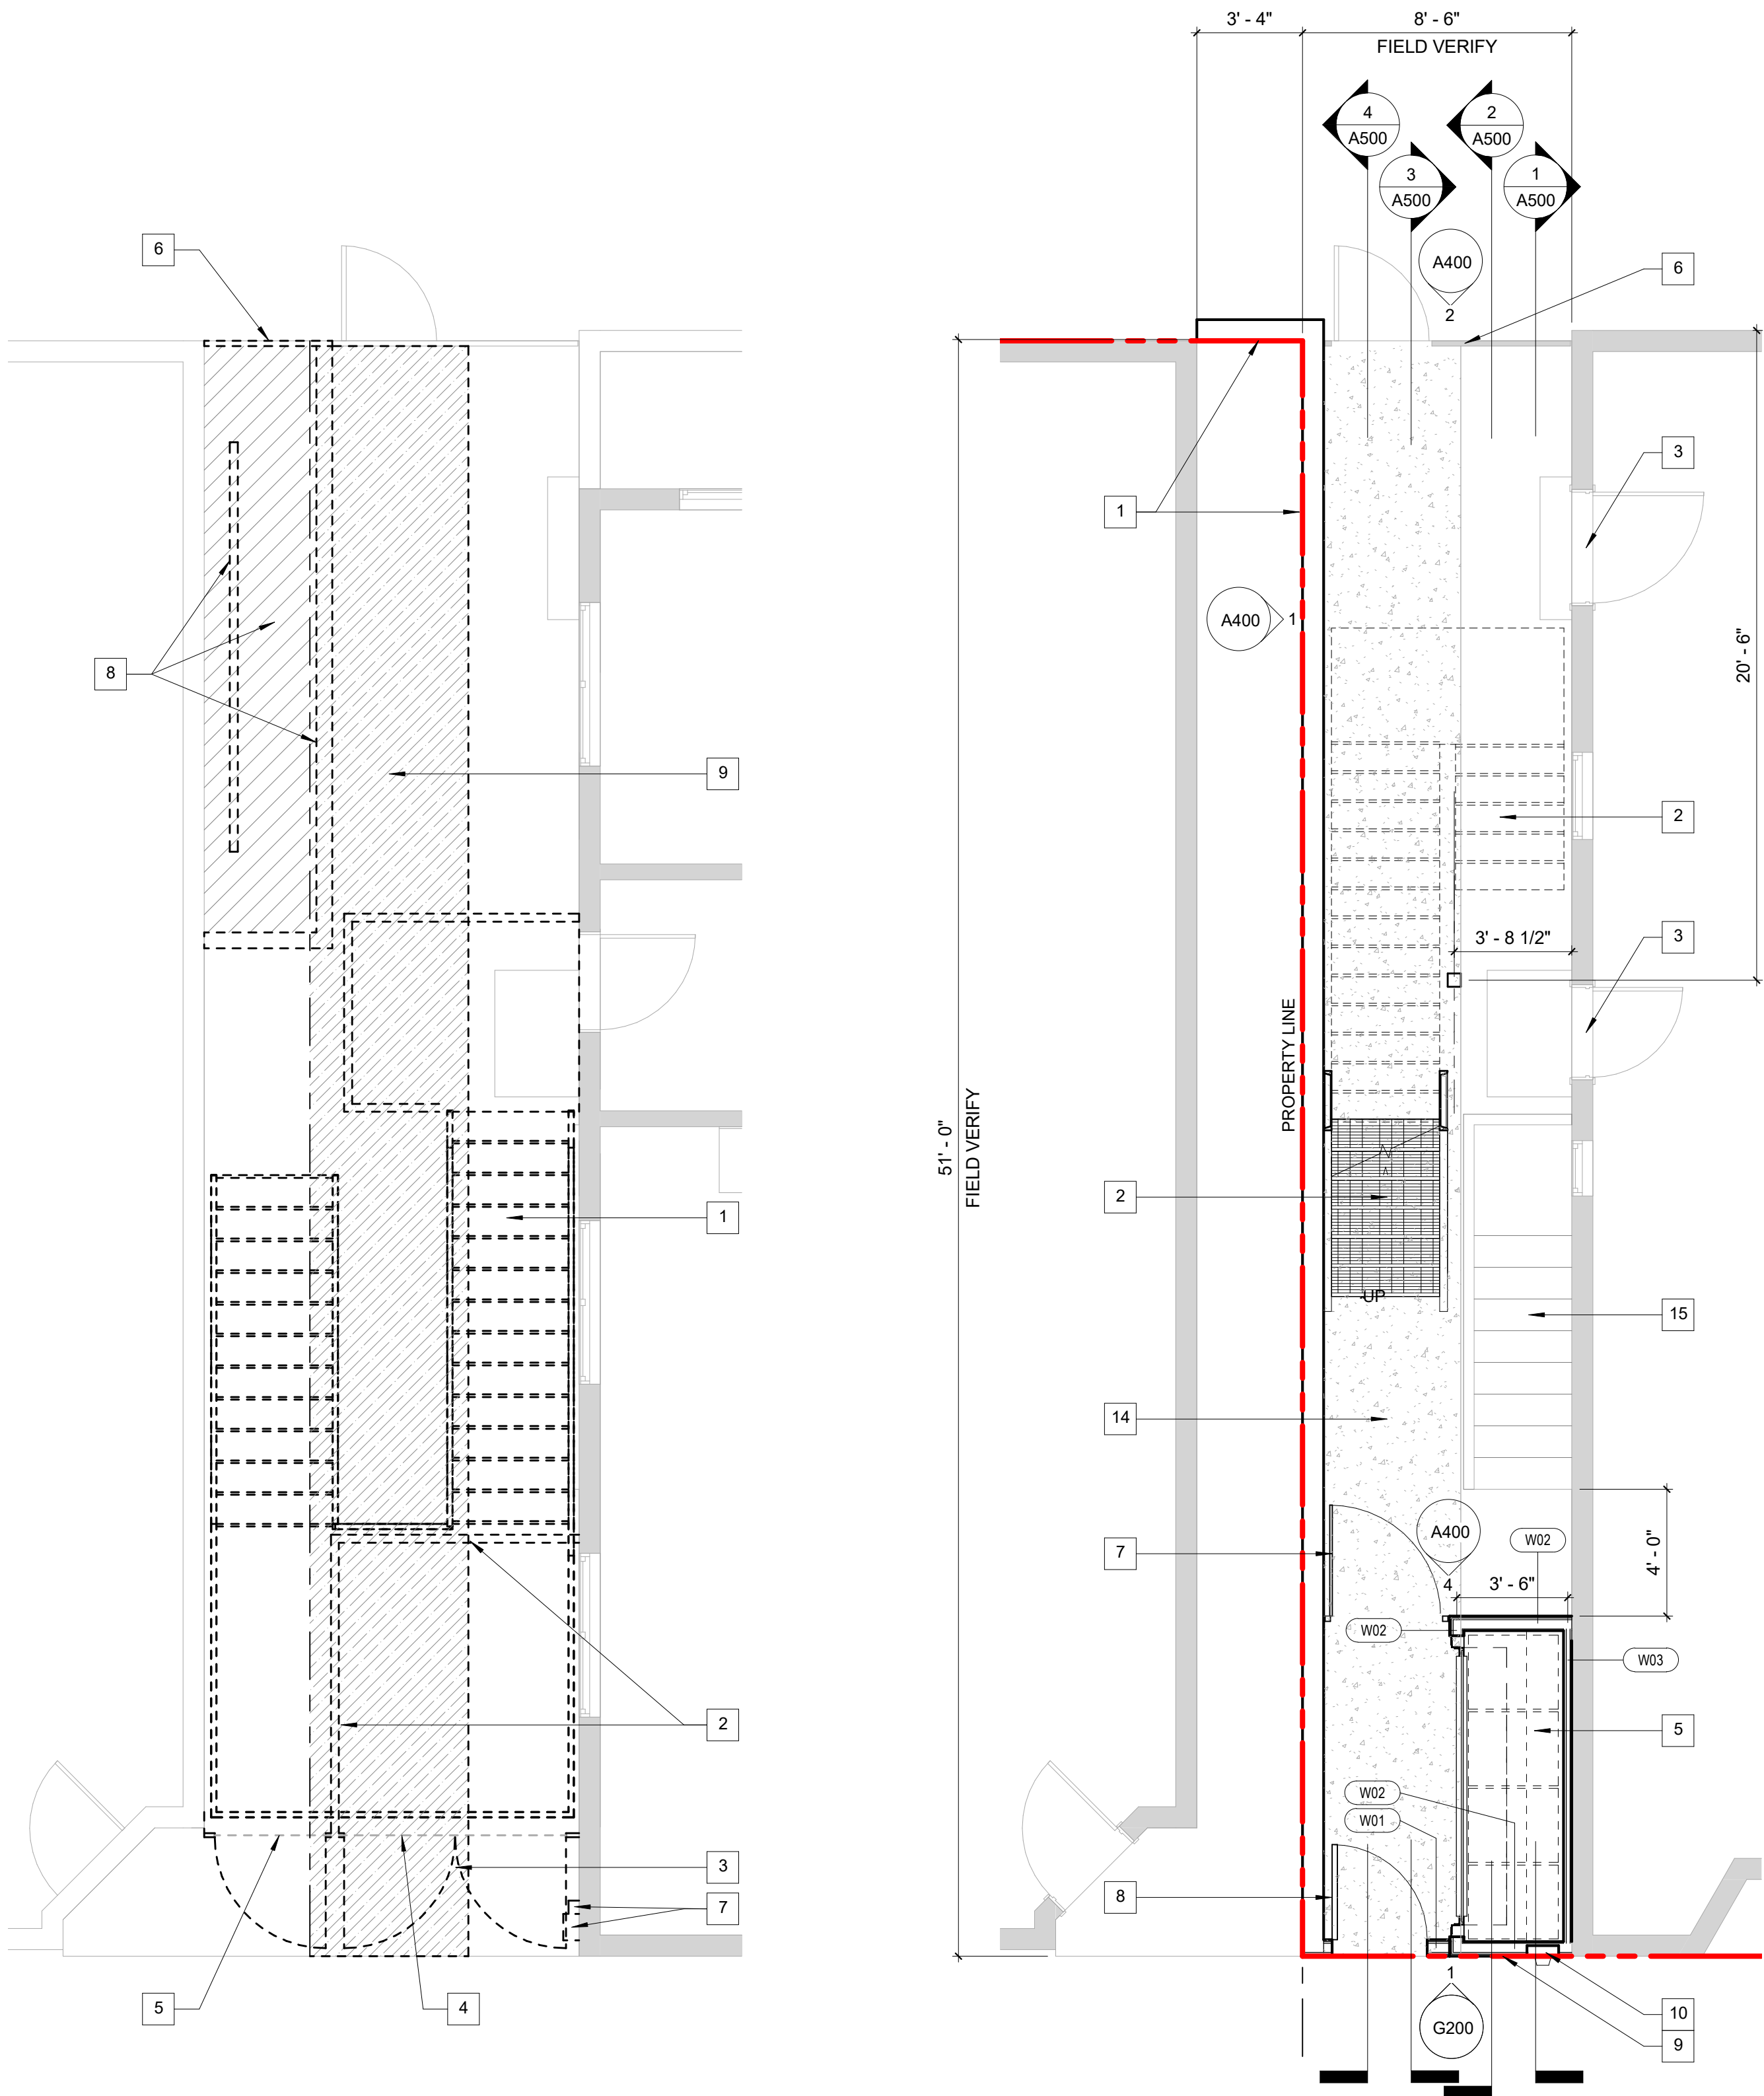 3' - 4"
8' - 6"
FIELD VERIFY
4
A500
2
A500
3
A500
1
A500
A400
2
6
6
3
1
A400
1
8
9
2
20' - 6"
3' - 8 1/2"
3
PROPERTY LINE
51' - 0"
FIELD VERIFY
1
2
UP
15
14
A400
4
7
W02
3' - 6"
4' - 0"
W02
W03
2
5
W02
W01
3
7
8
5
4
1
G200
10
9